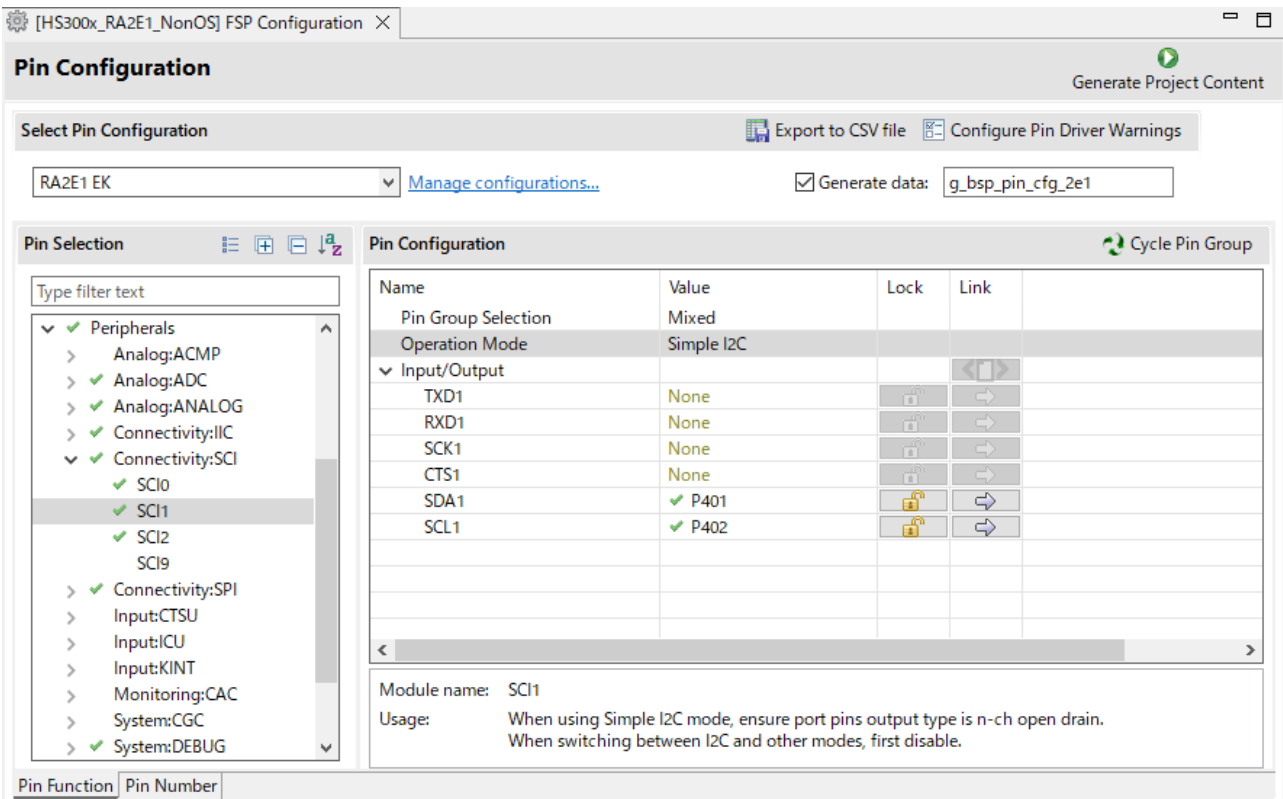 [HS300x_RA2E1_NonOS] FSP Configuration
Pin Configuration
Generate Project Content
Select Pin Configuration
Export to CSV file
Configure Pin Driver Warnings
RA2E1 EK
Manage configurations...
Generate data:
g_bsp_pin_cfg_2e1
Pin Selection
Type filter text
Peripherals
Analog:ACMP
Analog:ADC
Analog:ANALOG
Connectivity:IIC
Connectivity:SCI
SCI0
SCI1
SCI2
SCI9
Connectivity:SPI
Input:CTSU
Input:ICU
Input:KINT
Monitoring:CAC
System:CGC
System:DEBUG
Pin Configuration
Cycle Pin Group
Name Value Lock Link
Pin Group Selection Mixed
Operation Mode Simple I2C
Input/Output
TXD1 None
RXD1 None
SCK1 None
CTS1 None
SDA1 P401
SCL1 P402
Module name: SCI1
Usage: When using Simple I2C mode, ensure port pins output type is n-ch open drain.
When switching between I2C and other modes, first disable.
Pin Function Pin Number